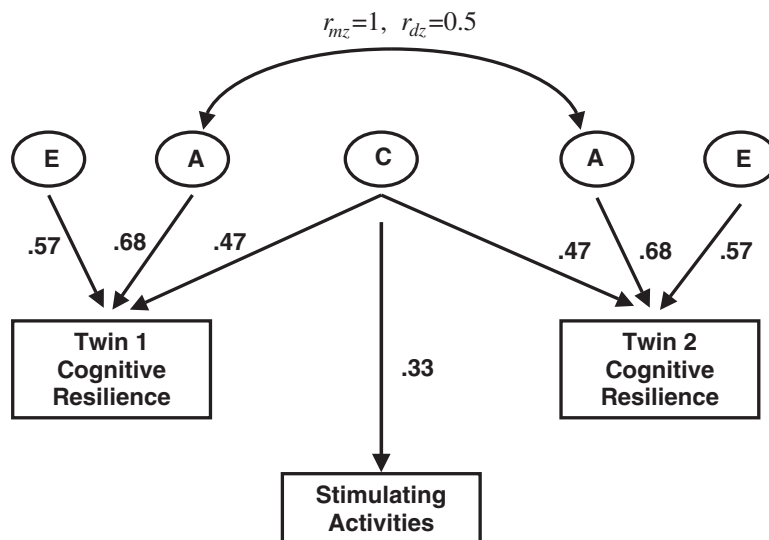 r_mz=1, r_dz=0.5
E A C A E
.57 .68 .47 .47 .68 .57
Twin 1
Cognitive
Resilience
Twin 2
Cognitive
Resilience
.33
Stimulating
Activities